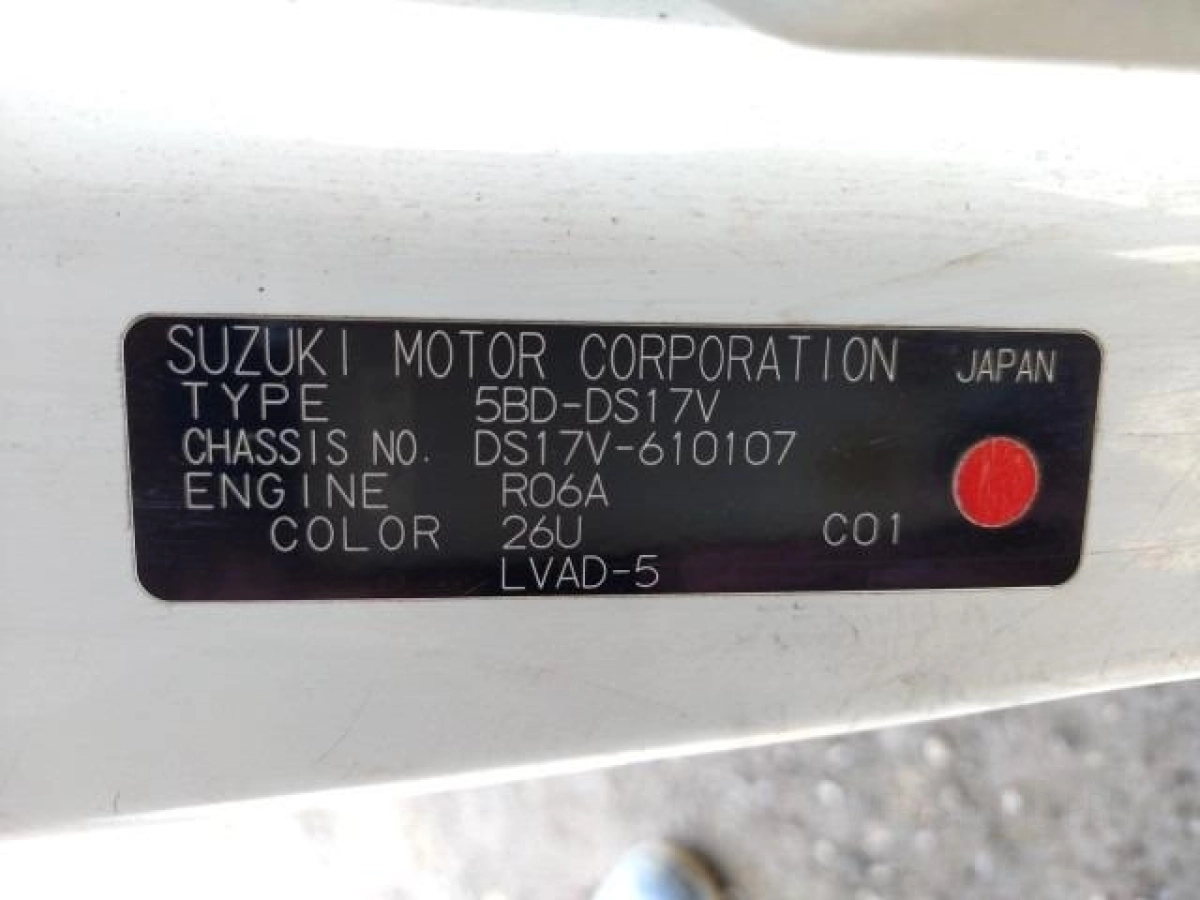 SUZUKI MOTOR CORPORATION JAPAN
TYPE 5BD-DS17V
CHASSIS NO. DS17V-610107
ENGINE R06A
COLOR 26U C01
LVAD-5